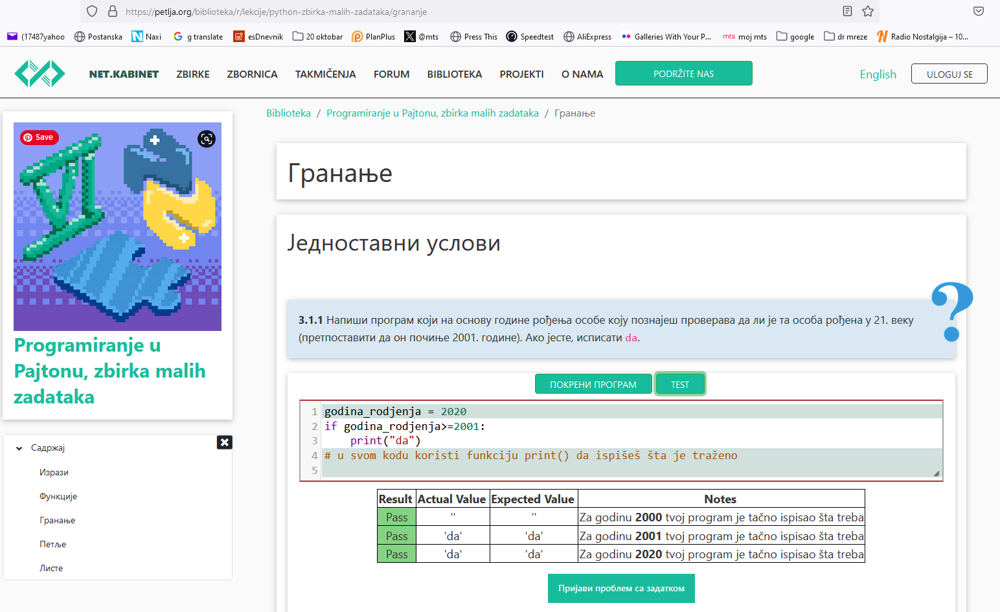 https://petlja.org/biblioteka/r/lekcije/python-zbirka-malih-zadataka/grananje
(17487yahoo Postanska Naxi g translate esDnevnik 20 oktobar PlanPlus @mts Press This Speedtest AliExpress Galleries With Your P... mts moj mts google dr mreze Radio Nostalgija – 10...
NET.KABINET ZBIRKE ZBORNICA TAKMIČENJA FORUM BIBLIOTEKA PROJEKTI O NAMA PODRŽITE NAS English ULOGUJ SE
Biblioteka / Programiranje u Pajtonu, zbirka malih zadataka / Гранање
Save
Programiranje u
Pajtonu, zbirka malih
zadataka
Садржај
Изрази
Функције
Гранање
Петље
Листе
Гранање
Једноставни услови
3.1.1 Напиши програм који на основу године рођења особе коју познајеш проверава да ли је та особа рођена у 21. веку
(претпоставити да он почиње 2001. године). Ако јесте, исписати da.
?
ПОКРЕНИ ПРОГРАМ TEST
1 godina_rodjenja = 2020
2 if godina_rodjenja>=2001:
3 print("da")
4 # u svom kodu koristi funkciju print() da ispišeš šta je traženo
5
Result Actual Value Expected Value Notes
Pass '' '' Za godinu 2000 tvoj program je tačno ispisao šta treba
Pass 'da' 'da' Za godinu 2001 tvoj program je tačno ispisao šta treba
Pass 'da' 'da' Za godinu 2020 tvoj program je tačno ispisao šta treba
Пријави проблем са задатком